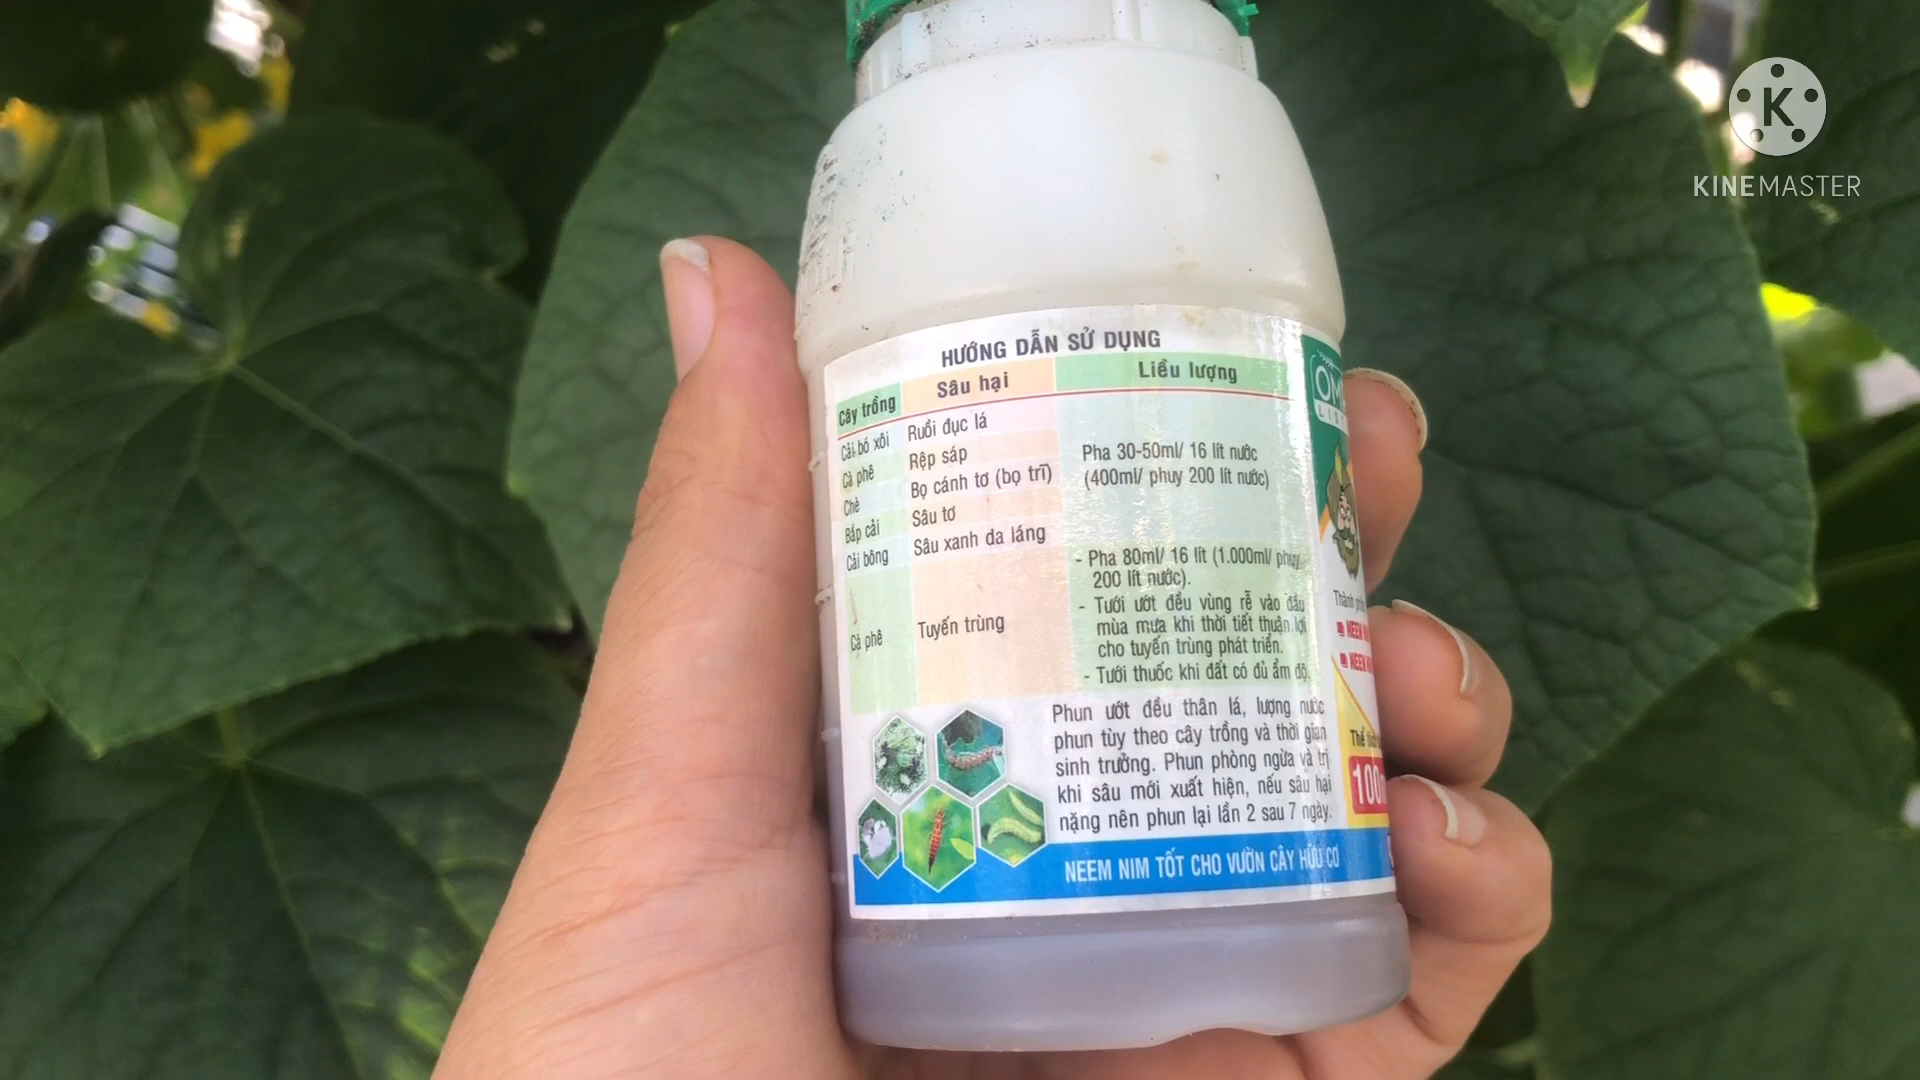 KINEMASTER
HƯỚNG DẪN SỬ DỤNG
Cây trồng Sâu hại Liều lượng
Cải bó xôi Ruồi đục lá
Cà phê Rệp sáp
Chè Bọ cánh tơ (bọ trĩ)
Bắp cải Sâu tơ
Cải bông Sâu xanh da láng
Pha 30-50ml/ 16 lít nước
(400ml/ phuy 200 lít nước)
Cà phê Tuyến trùng
- Pha 80ml/ 16 lít (1.000ml/ phuy
200 lít nước).
- Tưới ướt đều vùng rễ vào đầu
mùa mưa khi thời tiết thuận lợi
cho tuyến trùng phát triển.
- Tưới thuốc khi đất có đủ ẩm độ.
Phun ướt đều thân lá, lượng nước
phun tùy theo cây trồng và thời gian
sinh trưởng. Phun phòng ngừa và trị
khi sâu mới xuất hiện, nếu sâu hại
nặng nên phun lại lần 2 sau 7 ngày.
NEEM NIM TỐT CHO VƯỜN CÂY HỮU CƠ
OM
LIS
Thành
NEEM
NEEM
Thể
100